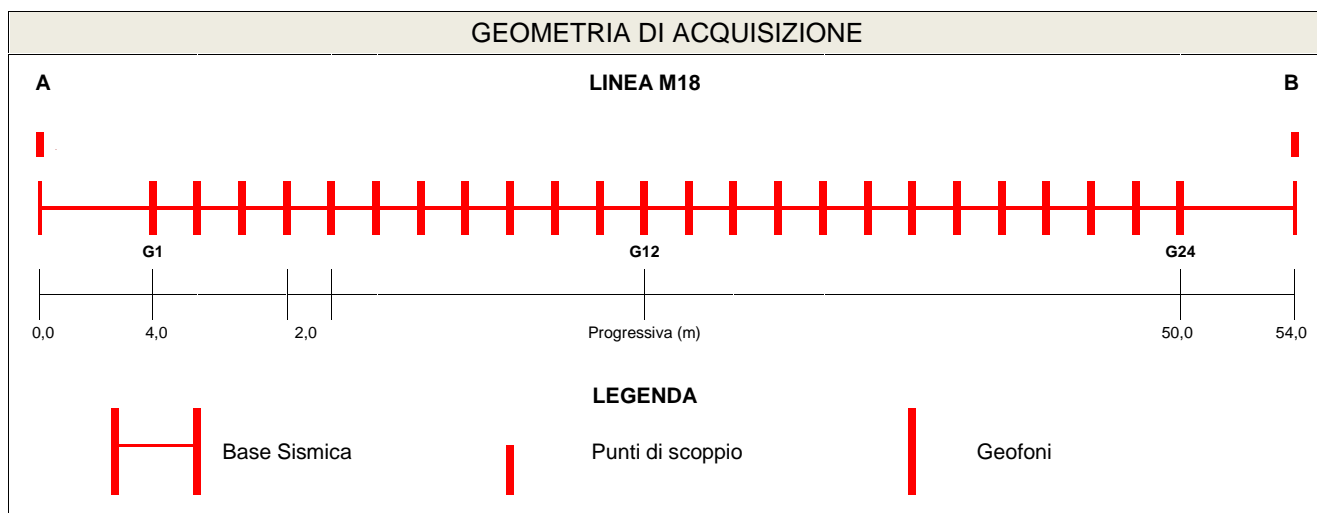 GEOMETRIA DI ACQUISIZIONE
A LINEA M18 B
G1 G12 G24
0,0 4,0 2,0 Progressiva (m) 50,0 54,0
LEGENDA
Base Sismica Punti di scoppio Geofoni